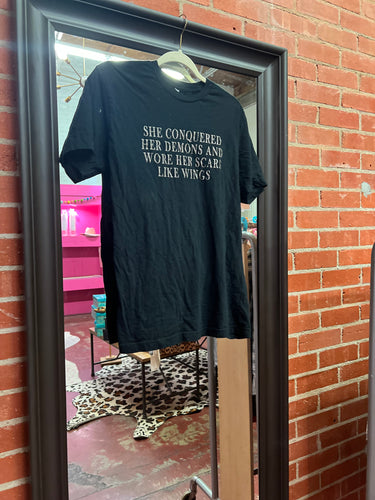 SHE CONQUERED
HER DEMONS AND
WORE HER SCARS
LIKE WINGS